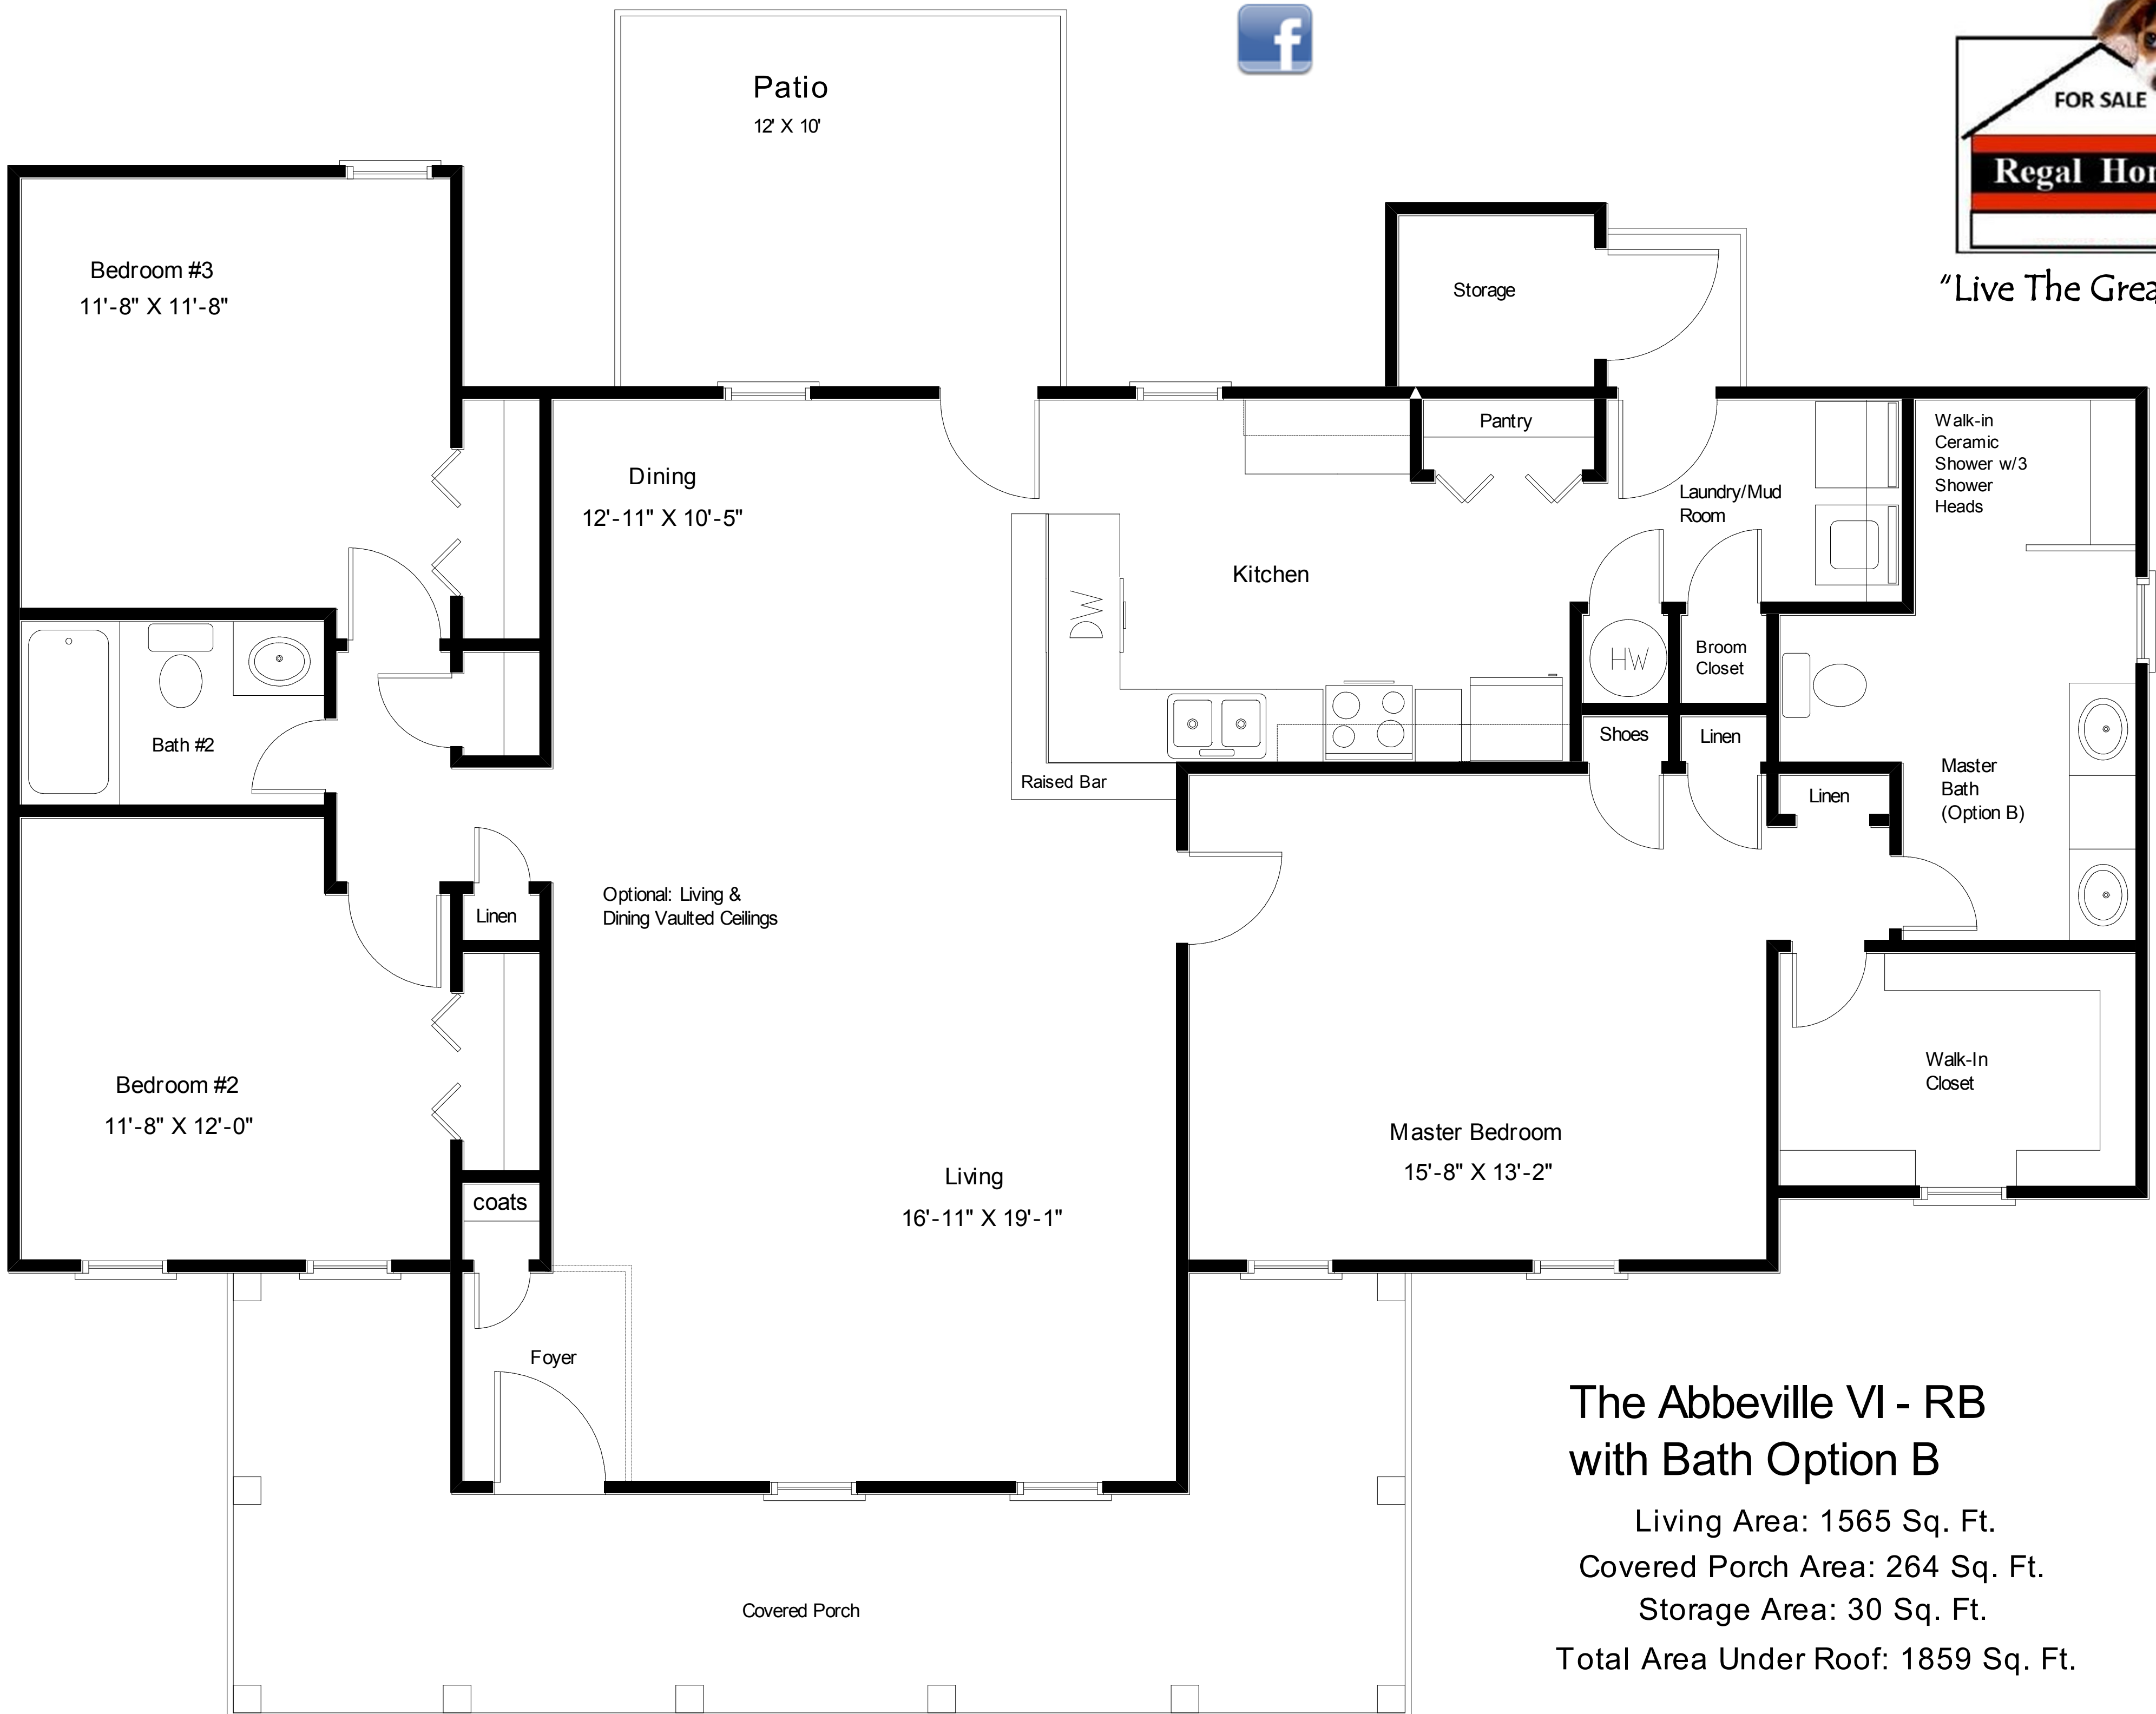 f
Patio
12' X 10'
FOR SALE
Regal Hor
"Live The Grea
Bedroom #3
11'-8" X 11'-8"
Storage
Pantry
Walk-in
Ceramic
Shower w/3
Shower
Heads
Dining
12'-11" X 10'-5"
Laundry/Mud
Room
Kitchen
DW
HW
Broom
Closet
Bath #2
Shoes
Linen
Raised Bar
Linen
Master
Bath
(Option B)
Optional: Living &
Dining Vaulted Ceilings
Linen
Bedroom #2
11'-8" X 12'-0"
Walk-In
Closet
Master Bedroom
15'-8" X 13'-2"
Living
16'-11" X 19'-1"
coats
Foyer
The Abbeville VI - RB
with Bath Option B
Living Area: 1565 Sq. Ft.
Covered Porch Area: 264 Sq. Ft.
Storage Area: 30 Sq. Ft.
Total Area Under Roof: 1859 Sq. Ft.
Covered Porch